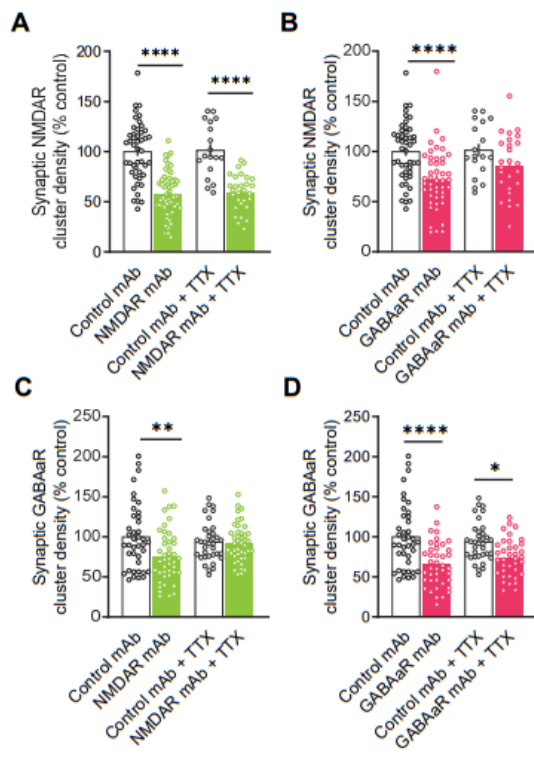 A
Synaptic NMDAR
cluster density (% control)
200
150
100
50
0
****
****
Control mAb
NMDAR mAb
Control mAb + TTX
NMDAR mAb + TTX
B
Synaptic NMDAR
cluster density (% control)
200
150
100
50
0
****
Control mAb
GABAaR mAb
Control mAb + TTX
GABAaR mAb + TTX
C
Synaptic GABAaR
cluster density (% control)
250
200
150
100
50
0
**
Control mAb
NMDAR mAb
Control mAb + TTX
NMDAR mAb + TTX
D
Synaptic GABAaR
cluster density (% control)
250
200
150
100
50
0
****
*
Control mAb
GABAaR mAb
Control mAb + TTX
GABAaR mAb + TTX